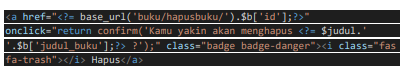 <a href="<?= base_url('buku/hapusbuku/').$b['id'];?>"
onclick="return confirm('Kamu yakin akan menghapus <?= $judul.'
'.$b['judul_buku'];?> ?');" class="badge badge-danger"><i class="fas
fa-trash"></i> Hapus</a>